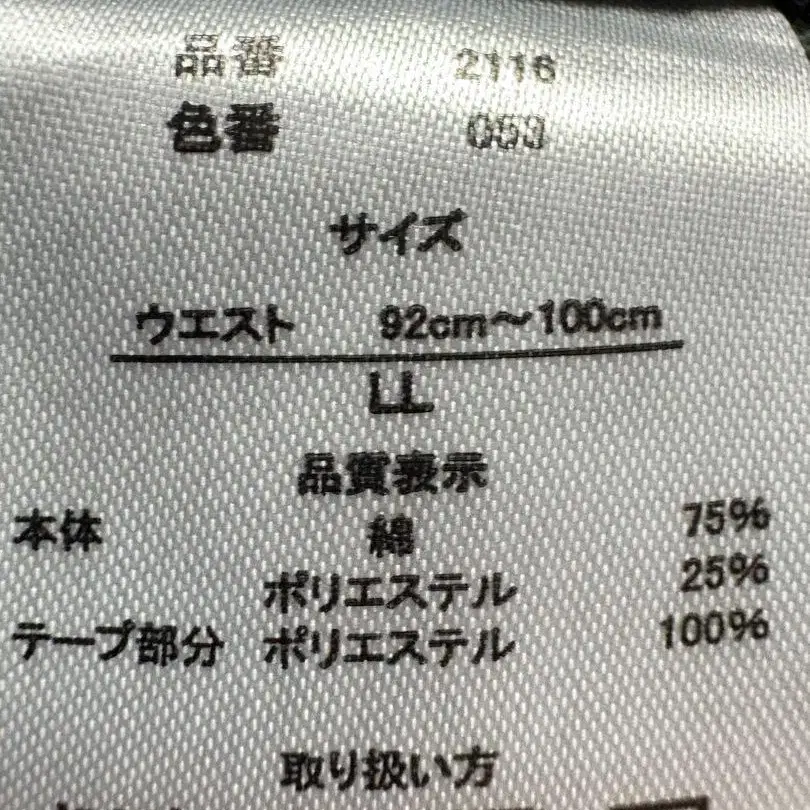 品番 2116
色番 053
サイズ
ウエスト 92cm〜100cm
LL
品質表示
本体 綿 75%
ポリエステル 25%
テープ部分 ポリエステル 100%
取り扱い方